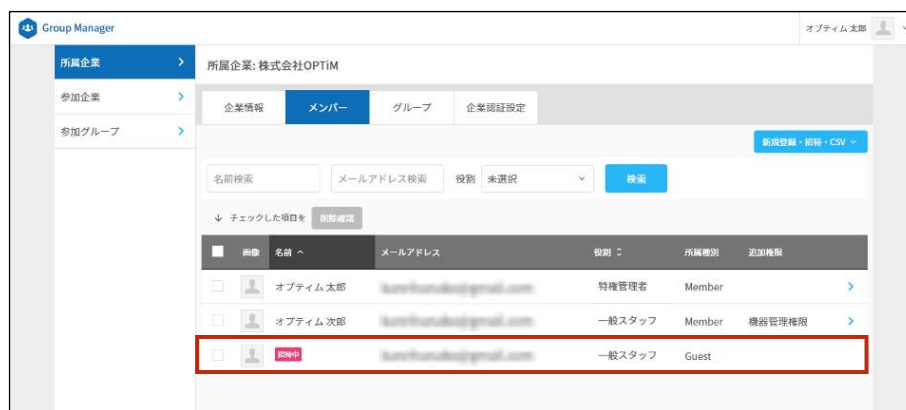 Group Manager
オプティム 太郎
所属企業
参加企業
参加グループ
所属企業: 株式会社OPTiM
企業情報 メンバー グループ 企業認証設定
新規登録・招待・CSV
名前検索 メールアドレス検索 役割 未選択 検索
↓ チェックした項目を 削除確認
画像 名前 メールアドレス 役割 所属種別 追加権限
オプティム 太郎 特権管理者 Member
オプティム 次郎 一般スタッフ Member 機器管理権限
招待中 一般スタッフ Guest